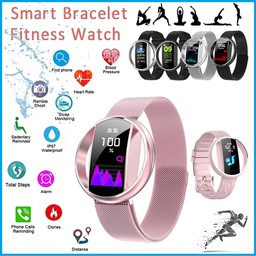 Smart Bracelet
Fitness Watch
Find phone
Heart Rate
Blood Pressure
Remote Shoot
Sleep Monitoring
Sedentary Reminder
IP67 Waterproof
Total Steps
Alarm
Phone Calls Reminding
Clories
Distance